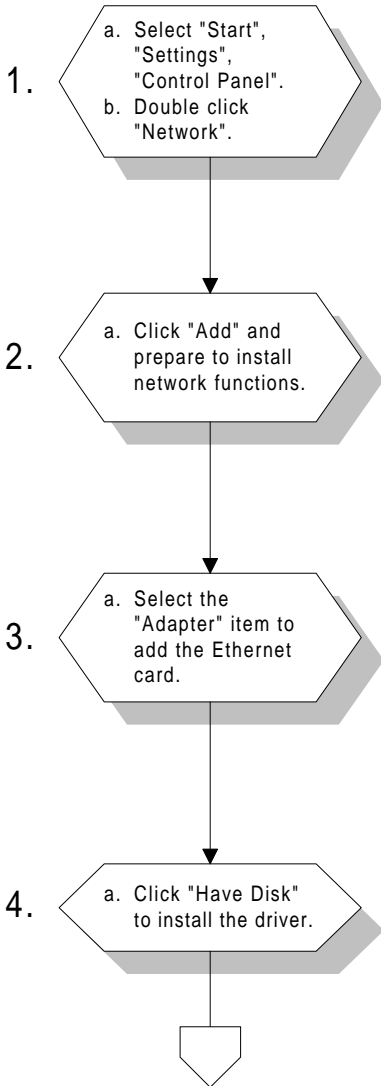 1.
a. Select "Start",
"Settings",
"Control Panel".
b. Double click
"Network".
2.
a. Click "Add" and
prepare to install
network functions.
3.
a. Select the
"Adapter" item to
add the Ethernet
card.
4.
a. Click "Have Disk"
to install the driver.